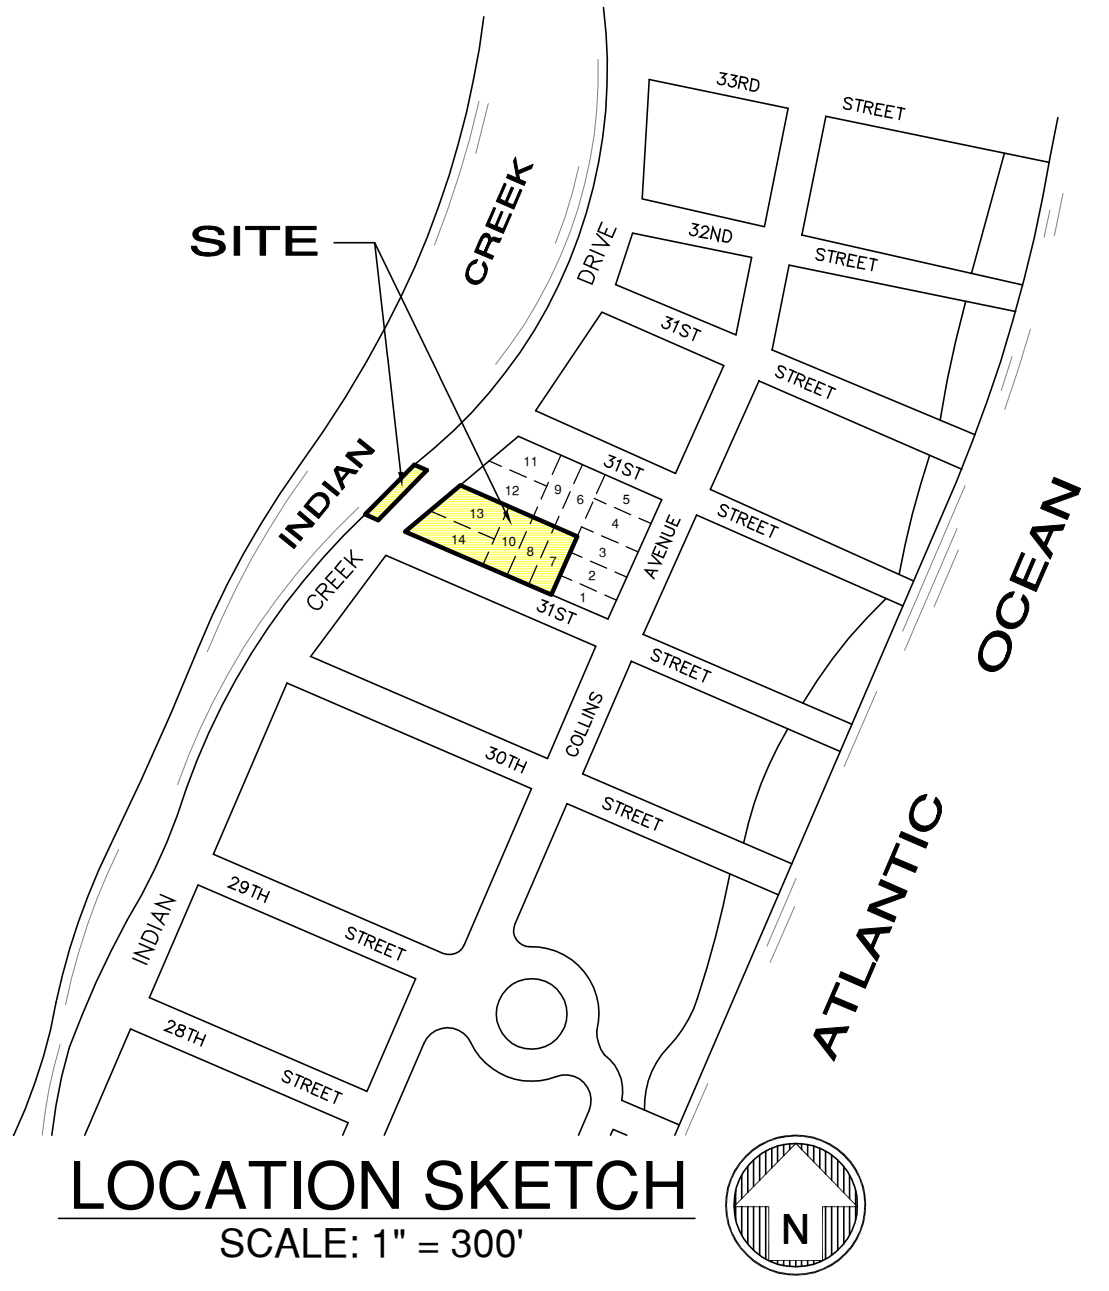 33RD STREET
SITE
CREEK
DRIVE
32ND STREET
31ST STREET
INDIAN
31ST STREET
11
12
9
6
5
13
4
14
10
8
7
3
2
1
AVENUE
CREEK
31ST STREET
OCEAN
COLLINS
30TH STREET
ATLANTIC
29TH STREET
INDIAN
28TH STREET
LOCATION SKETCH
SCALE: 1" = 300'
N